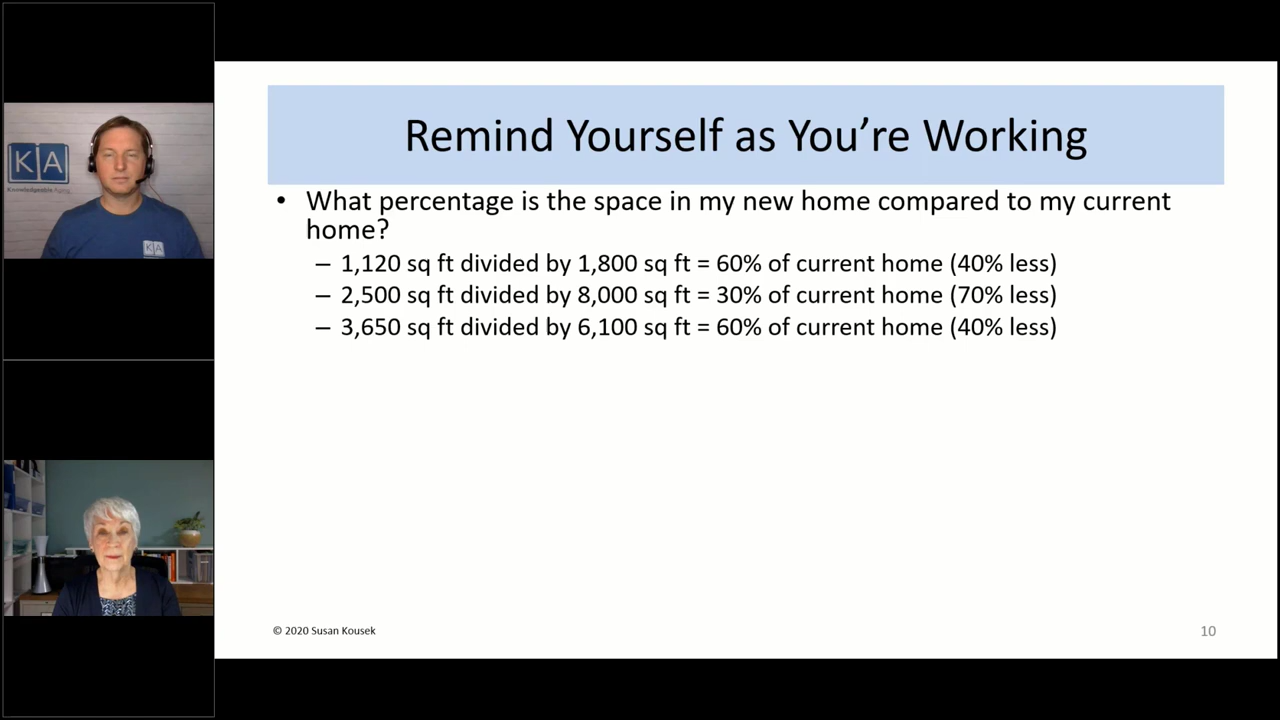 KA
Knowledgeable Aging
KA
Remind Yourself as You’re Working
• What percentage is the space in my new home compared to my current
home?
– 1,120 sq ft divided by 1,800 sq ft = 60% of current home (40% less)
– 2,500 sq ft divided by 8,000 sq ft = 30% of current home (70% less)
– 3,650 sq ft divided by 6,100 sq ft = 60% of current home (40% less)
© 2020 Susan Kousek
10